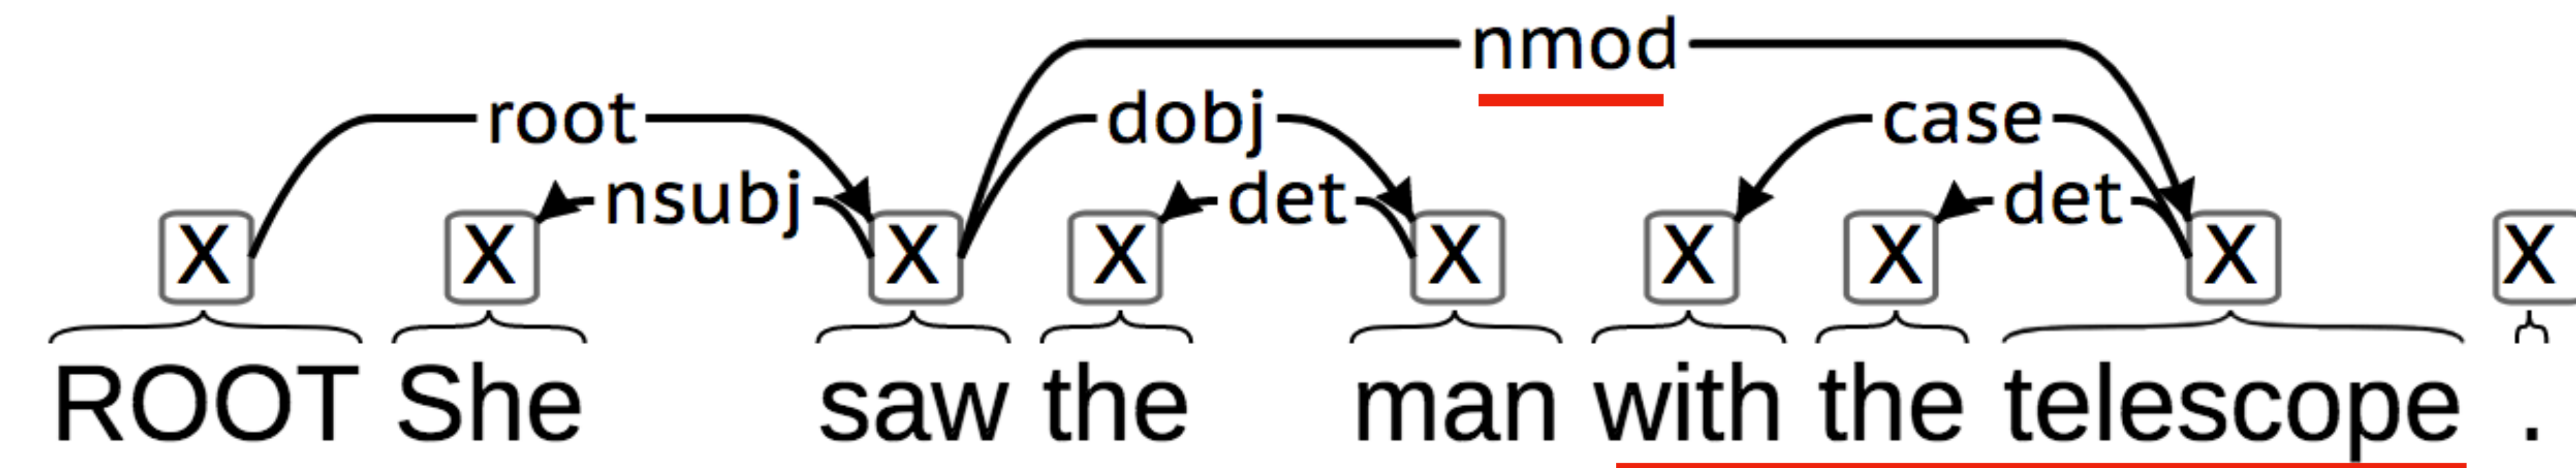 nmod
root dobj case
nsubj det det
X X X X X X X X X
ROOT She saw the man with the telescope .